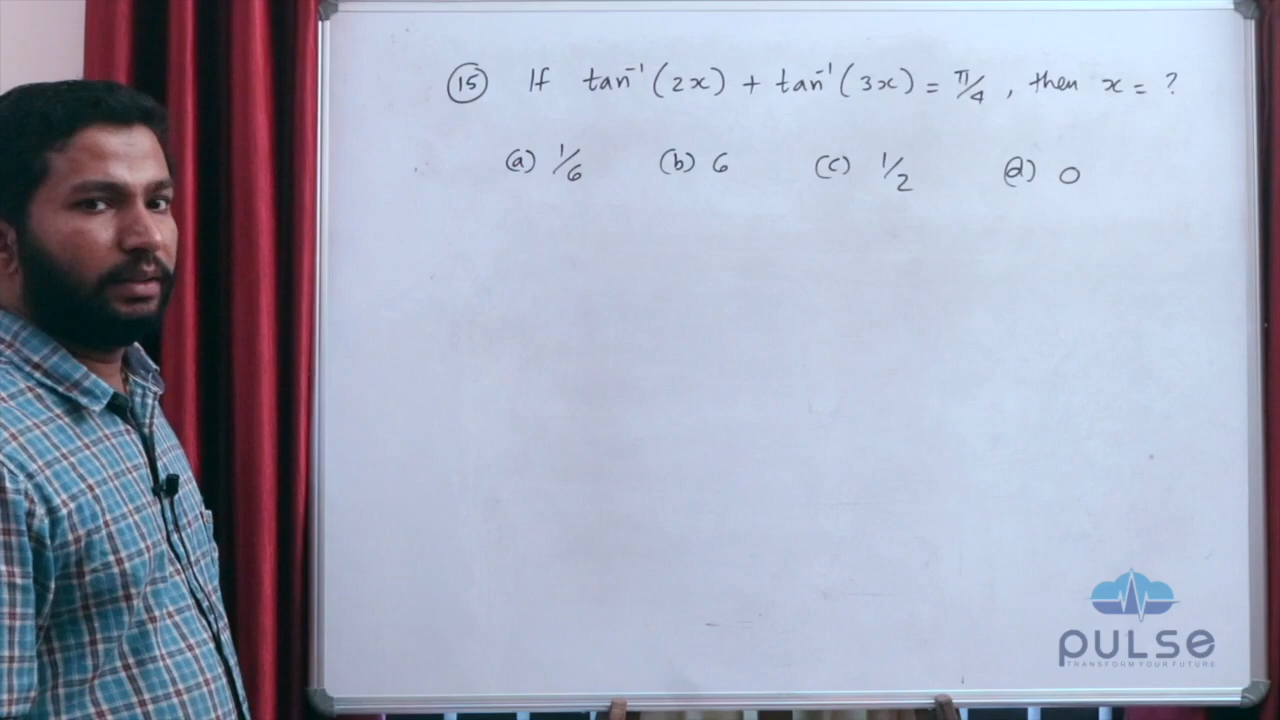 (15) If tan⁻¹(2x) + tan⁻¹(3x) = π/4 , then x = ?
(a) 1/6 (b) 6 (c) 1/2 (d) 0
PULSE
TRANSFORM YOUR FUTURE